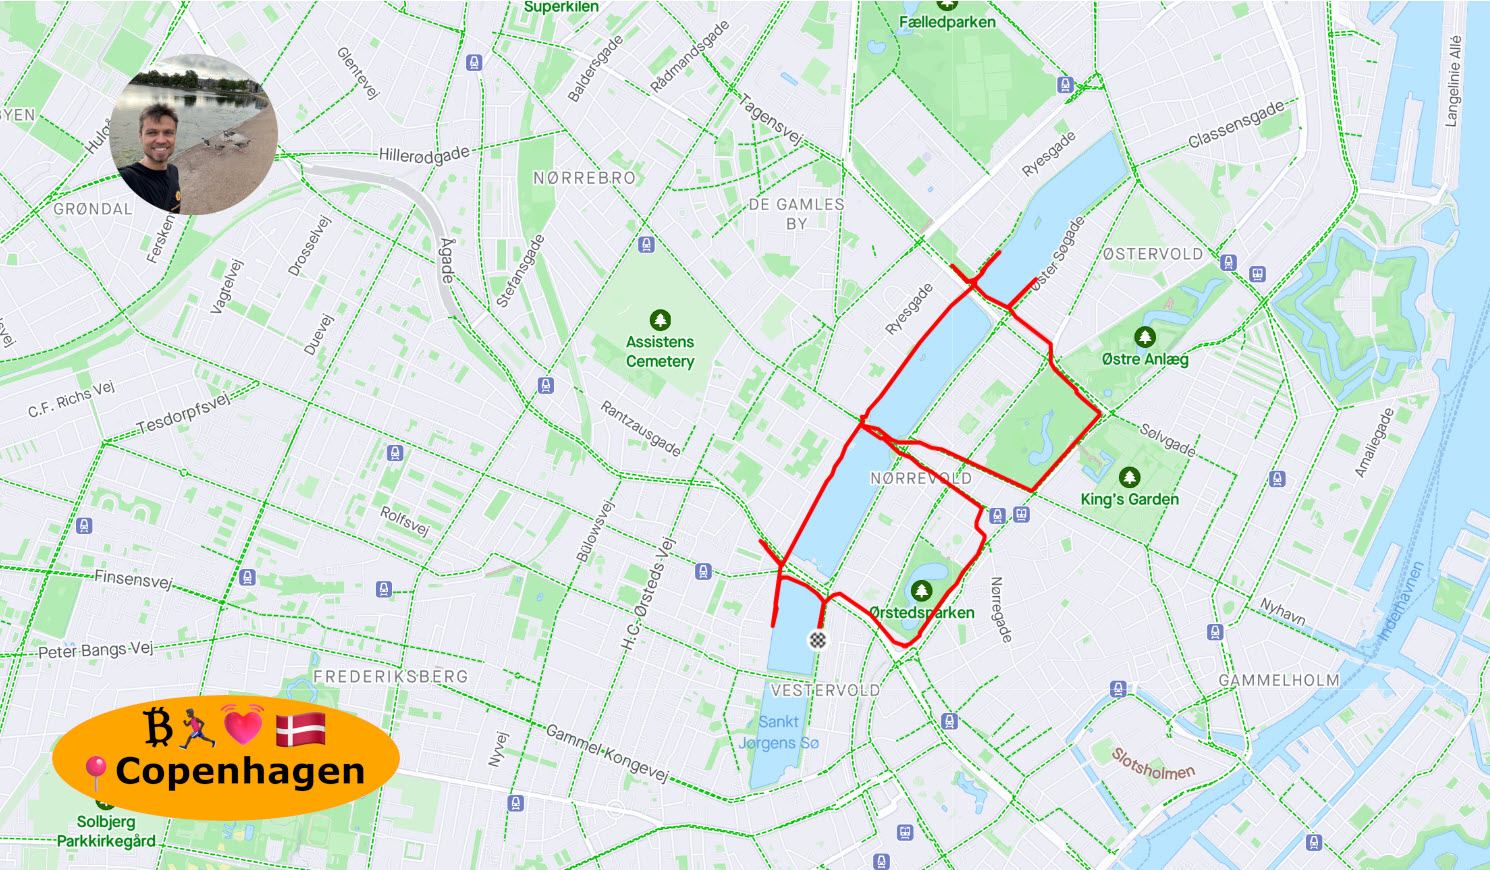 Superkilen
Fælledparken
Langelinie Allé
Glentevej
Baldersgade
Rådmandsgade
Tagensvej
Classensgade
Hillerødgade
Ryesgade
NØRREBRO
GRØNDAL
DE GAMLES
BY
Fersken
Drosselvej
Ågade
Stefansgade
Øster Søgade
ØSTERVOLD
Vagtelvej
Duevej
Ryesgade
Assistens
Cemetery
Østre Anlæg
C.F. Richs Vej
Tesdorpfsvej
Rantzausgade
Sølvgade
Amaliegade
NØRREVOLD
King's Garden
Rolfsvej
Bülowsvej
H.C. Ørsteds Vej
Finsensvej
Ørstedsparken
Nørregade
Nyhavn
Inderhavnen
Peter Bangs Vej
FREDERIKSBERG
VESTERVOLD
GAMMELHOLM
Sankt
Jørgens Sø
Nyvej
Gammel Kongevej
Slotsholmen
₿🏃💓🇩🇰
📍Copenhagen
Solbjerg
Parkkirkegård